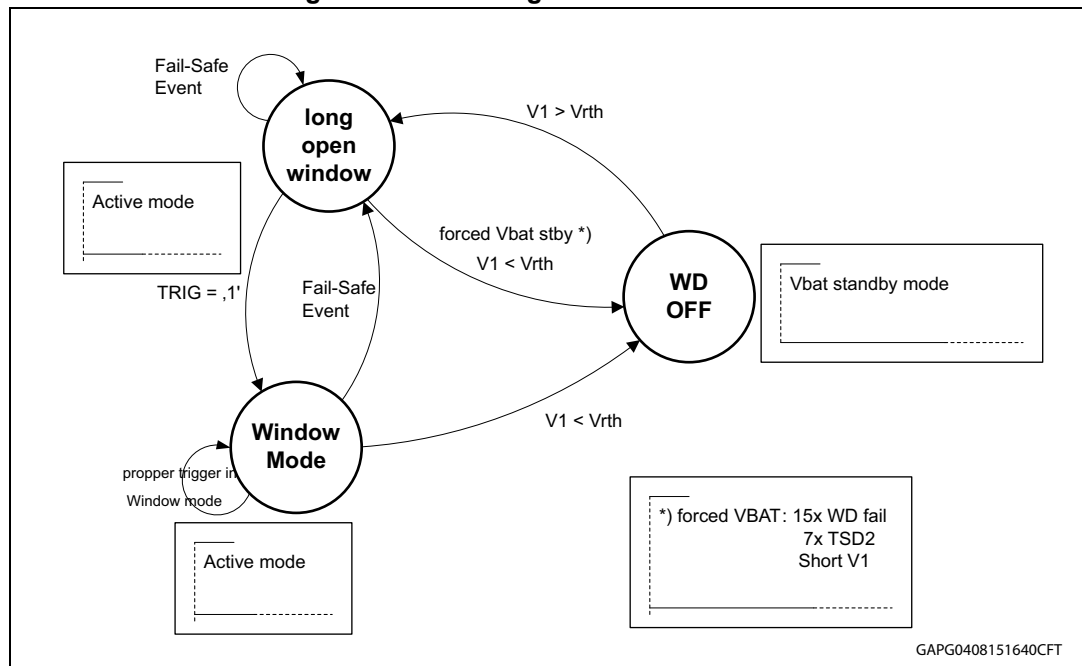 Fail-Safe
Event
long
open
window
V1 > Vrth
Active mode
forced Vbat stby *)
V1 < Vrth
WD
OFF
Vbat standby mode
TRIG = ‚1'
Fail-Safe
Event
V1 < Vrth
Window
Mode
propper trigger in
Window mode
Active mode
*) forced VBAT: 15x WD fail
7x TSD2
Short V1
GAPG0408151640CFT